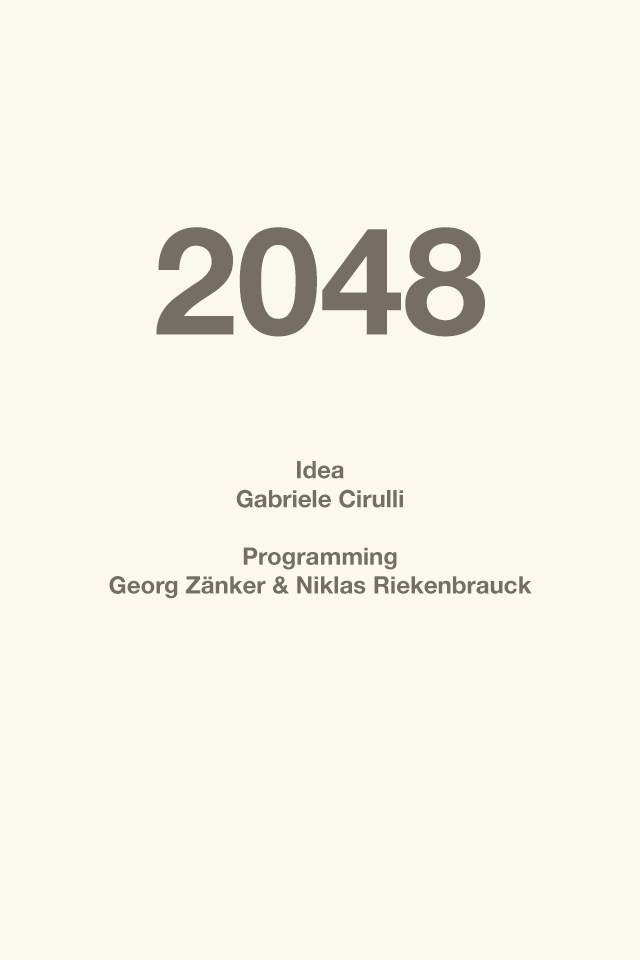 2048
Idea
Gabriele Cirulli
Programming
Georg Zänker & Niklas Riekenbrauck